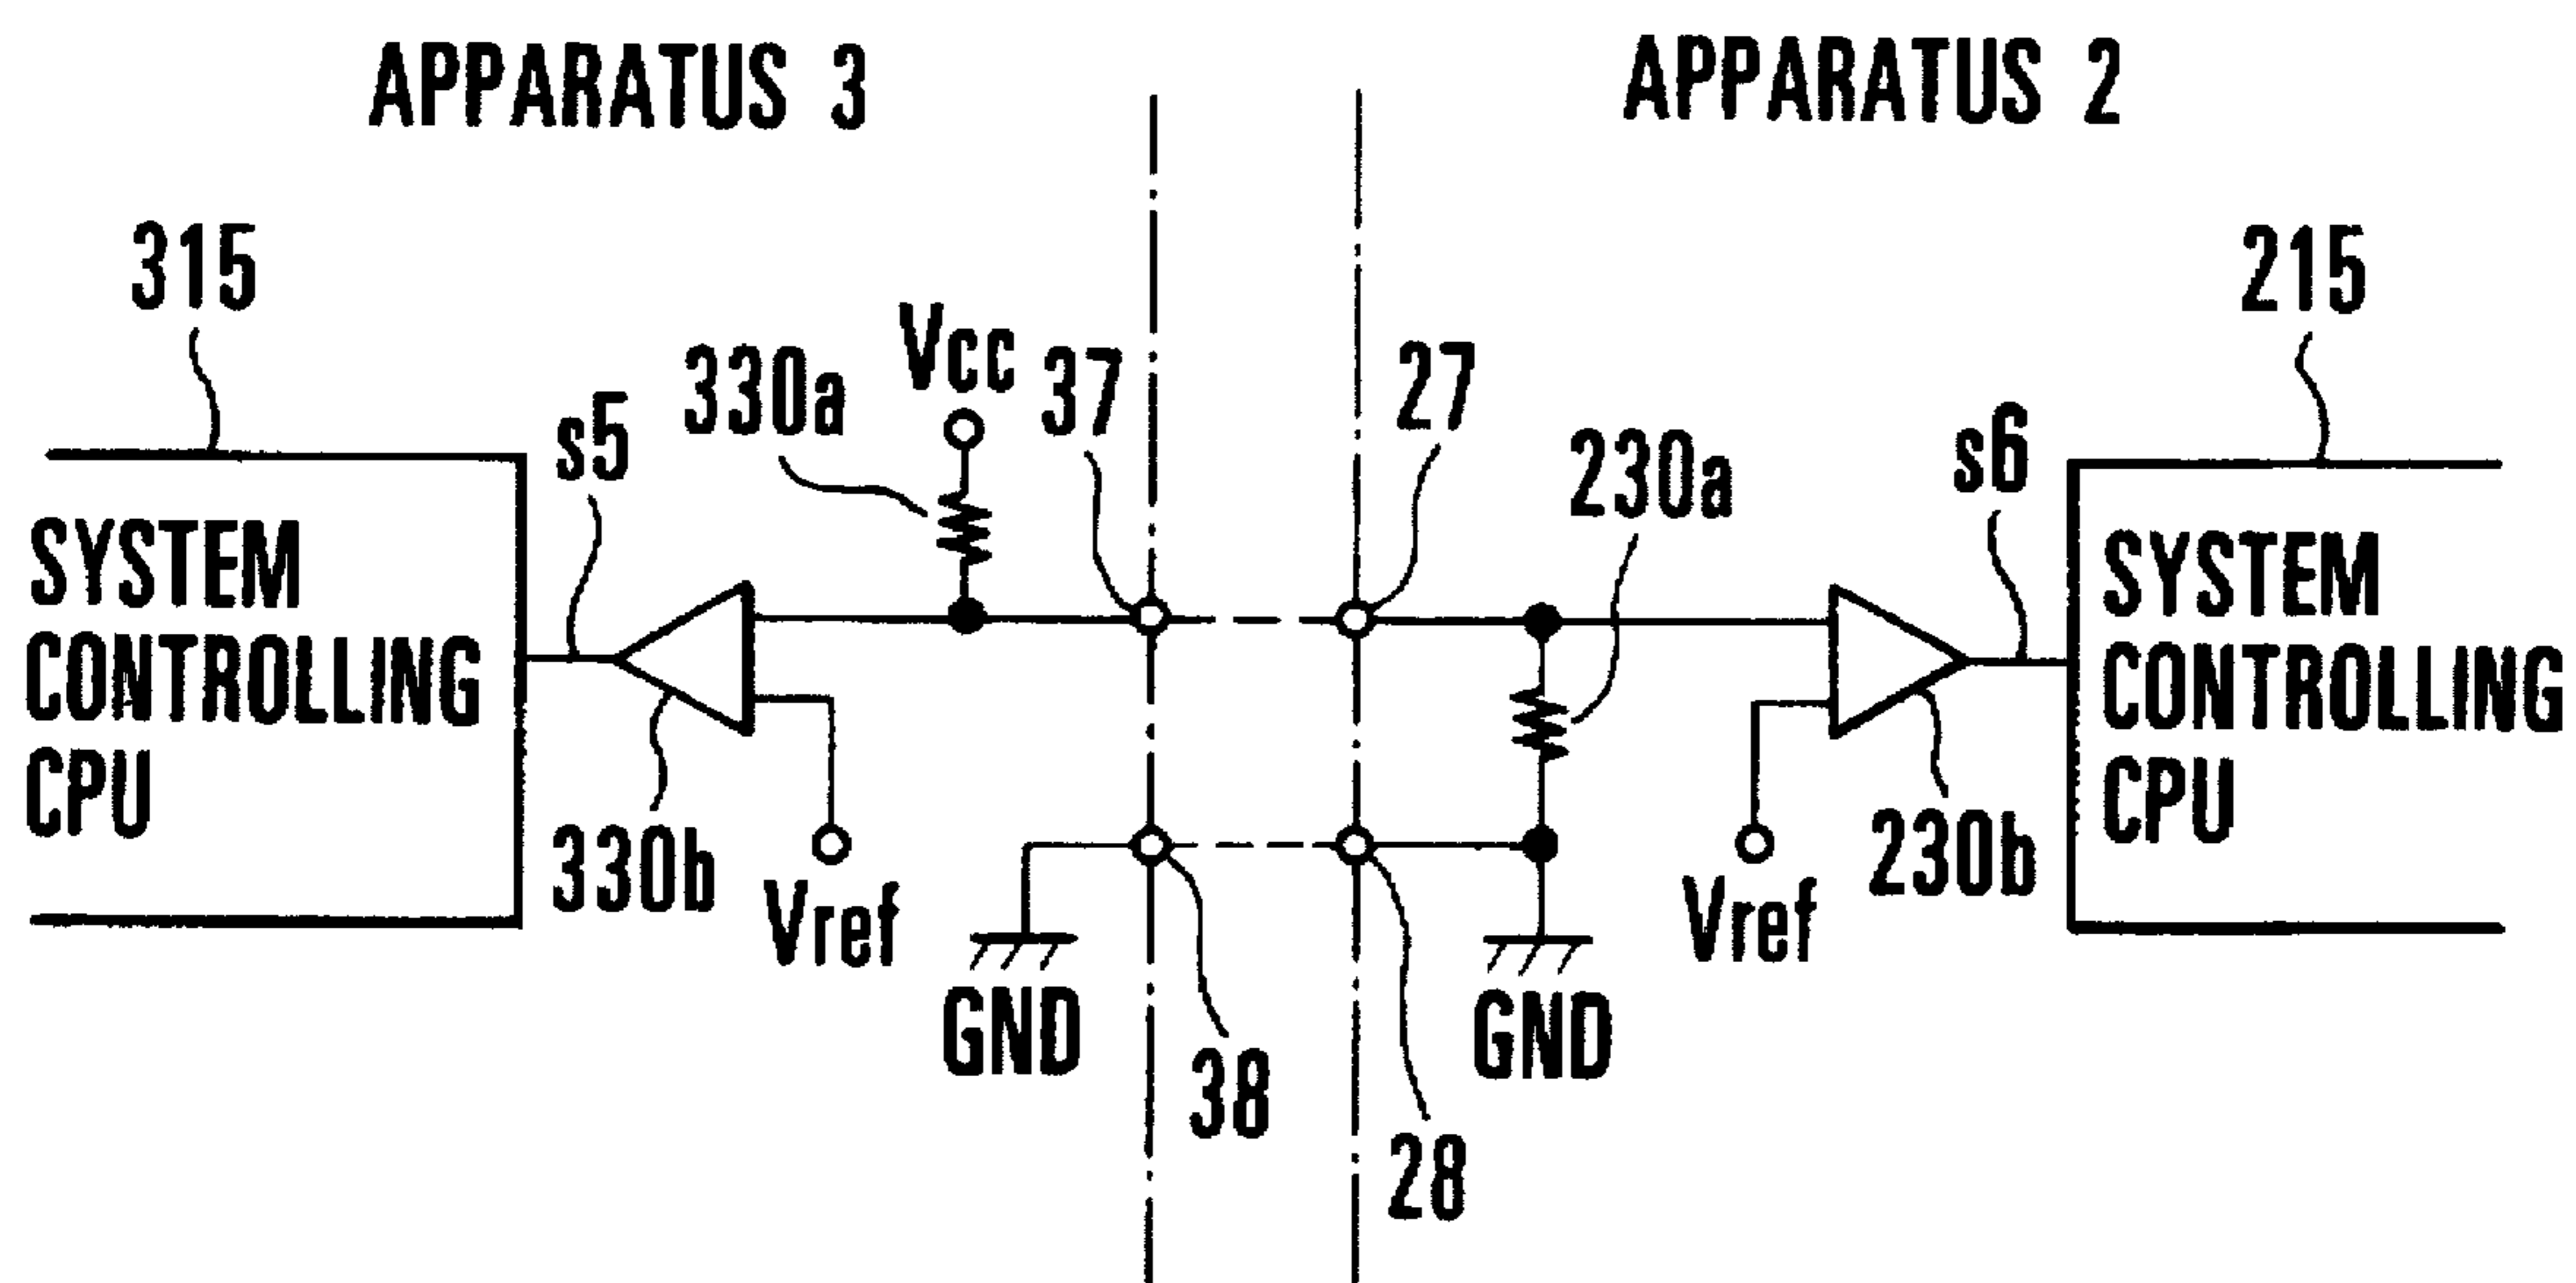 APPARATUS 3
APPARATUS 2
315
215
Vcc
330a
37
27
s5
230a
s6
SYSTEM
CONTROLLING
CPU
SYSTEM
CONTROLLING
CPU
330b
Vref
230b
Vref
GND
GND
38
28